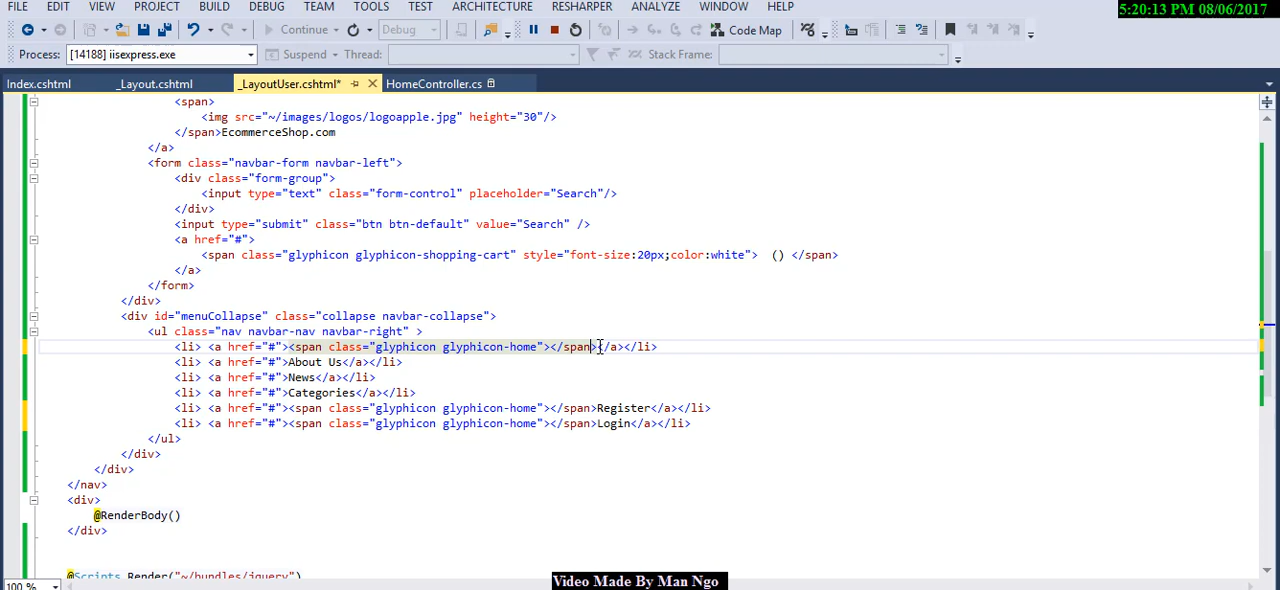 FILE EDIT VIEW PROJECT BUILD DEBUG TEAM TOOLS TEST ARCHITECTURE RESHARPER ANALYZE WINDOW HELP
5:20:13 PM 08/06/2017
Continue Debug Code Map
Process: [14188] iisexpress.exe Suspend Thread: Stack Frame:
Index.cshtml _Layout.cshtml _LayoutUser.cshtml* HomeController.cs
<span>
<img src="~/images/logos/logoapple.jpg" height="30"/>
</span>EcommerceShop.com
</a>
<form class="navbar-form navbar-left">
<div class="form-group">
<input type="text" class="form-control" placeholder="Search"/>
</div>
<input type="submit" class="btn btn-default" value="Search" />
<a href="#">
<span class="glyphicon glyphicon-shopping-cart" style="font-size:20px;color:white">  () </span>
</a>
</form>
</div>
<div id="menuCollapse" class="collapse navbar-collapse">
<ul class="nav navbar-nav navbar-right" >
<li> <a href="#"><span class="glyphicon glyphicon-home"></span></a></li>
<li> <a href="#">About Us</a></li>
<li> <a href="#">News</a></li>
<li> <a href="#">Categories</a></li>
<li> <a href="#"><span class="glyphicon glyphicon-home"></span>Register</a></li>
<li> <a href="#"><span class="glyphicon glyphicon-home"></span>Login</a></li>
</ul>
</div>
</div>
</nav>
<div>
@RenderBody()
</div>
@Scripts.Render("~/bundles/jquery")
100 %
Video Made By Man Ngo